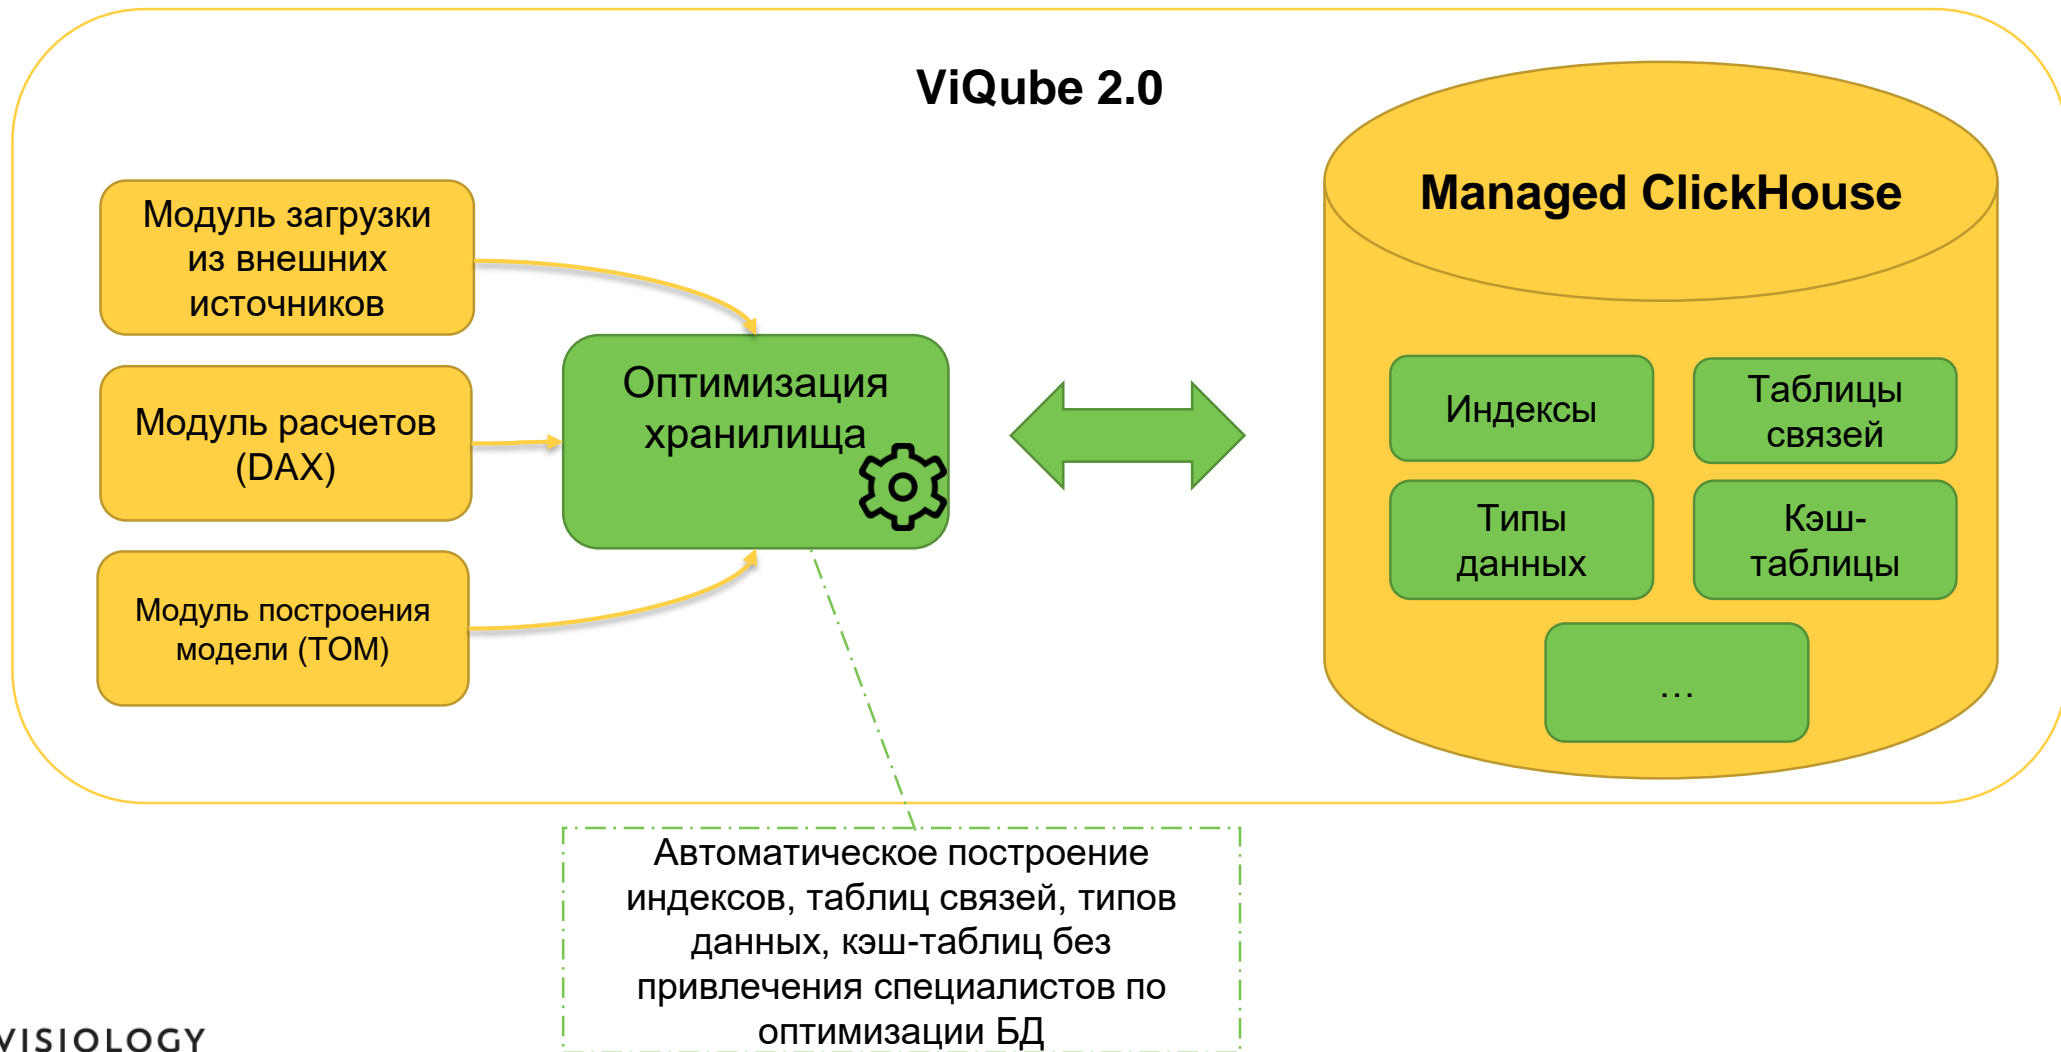 ViQube 2.0
Модуль загрузки
из внешних
источников
Модуль расчетов
(DAX)
Модуль построения
модели (TOM)
Оптимизация
хранилища
Managed ClickHouse
Индексы
Таблицы
связей
Типы
данных
Кэш-
таблицы
...
Автоматическое построение
индексов, таблиц связей, типов
данных, кэш-таблиц без
привлечения специалистов по
оптимизации БД
VISIOLOGY